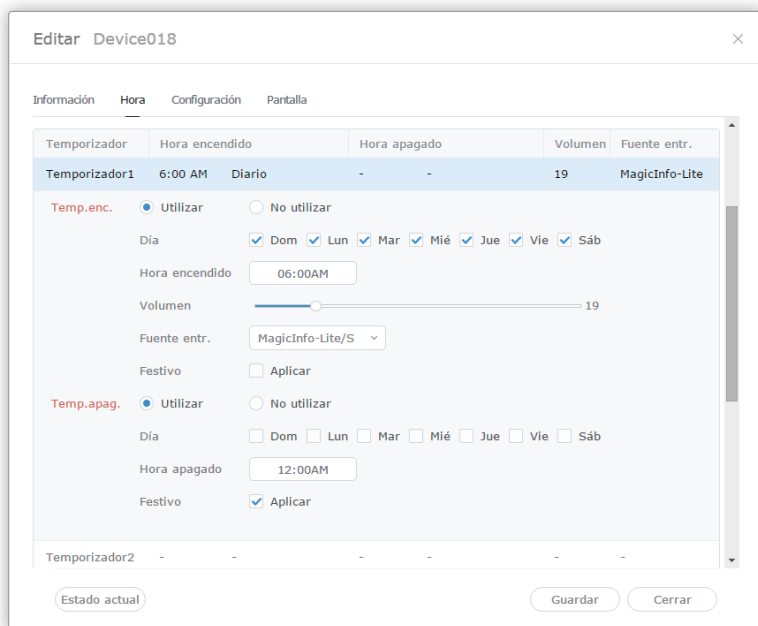 Editar Device018
Información Hora Configuración Pantalla
Temporizador Hora encendido Hora apagado Volumen Fuente entr.
Temporizador1 6:00 AM Diario - - 19 MagicInfo-Lite
Temp.enc. Utilizar No utilizar
Día Dom Lun Mar Mié Jue Vie Sáb
Hora encendido 06:00AM
Volumen 19
Fuente entr. MagicInfo-Lite/S
Festivo Aplicar
Temp.apag. Utilizar No utilizar
Día Dom Lun Mar Mié Jue Vie Sáb
Hora apagado 12:00AM
Festivo Aplicar
Temporizador2 - - - - - -
Estado actual Guardar Cerrar